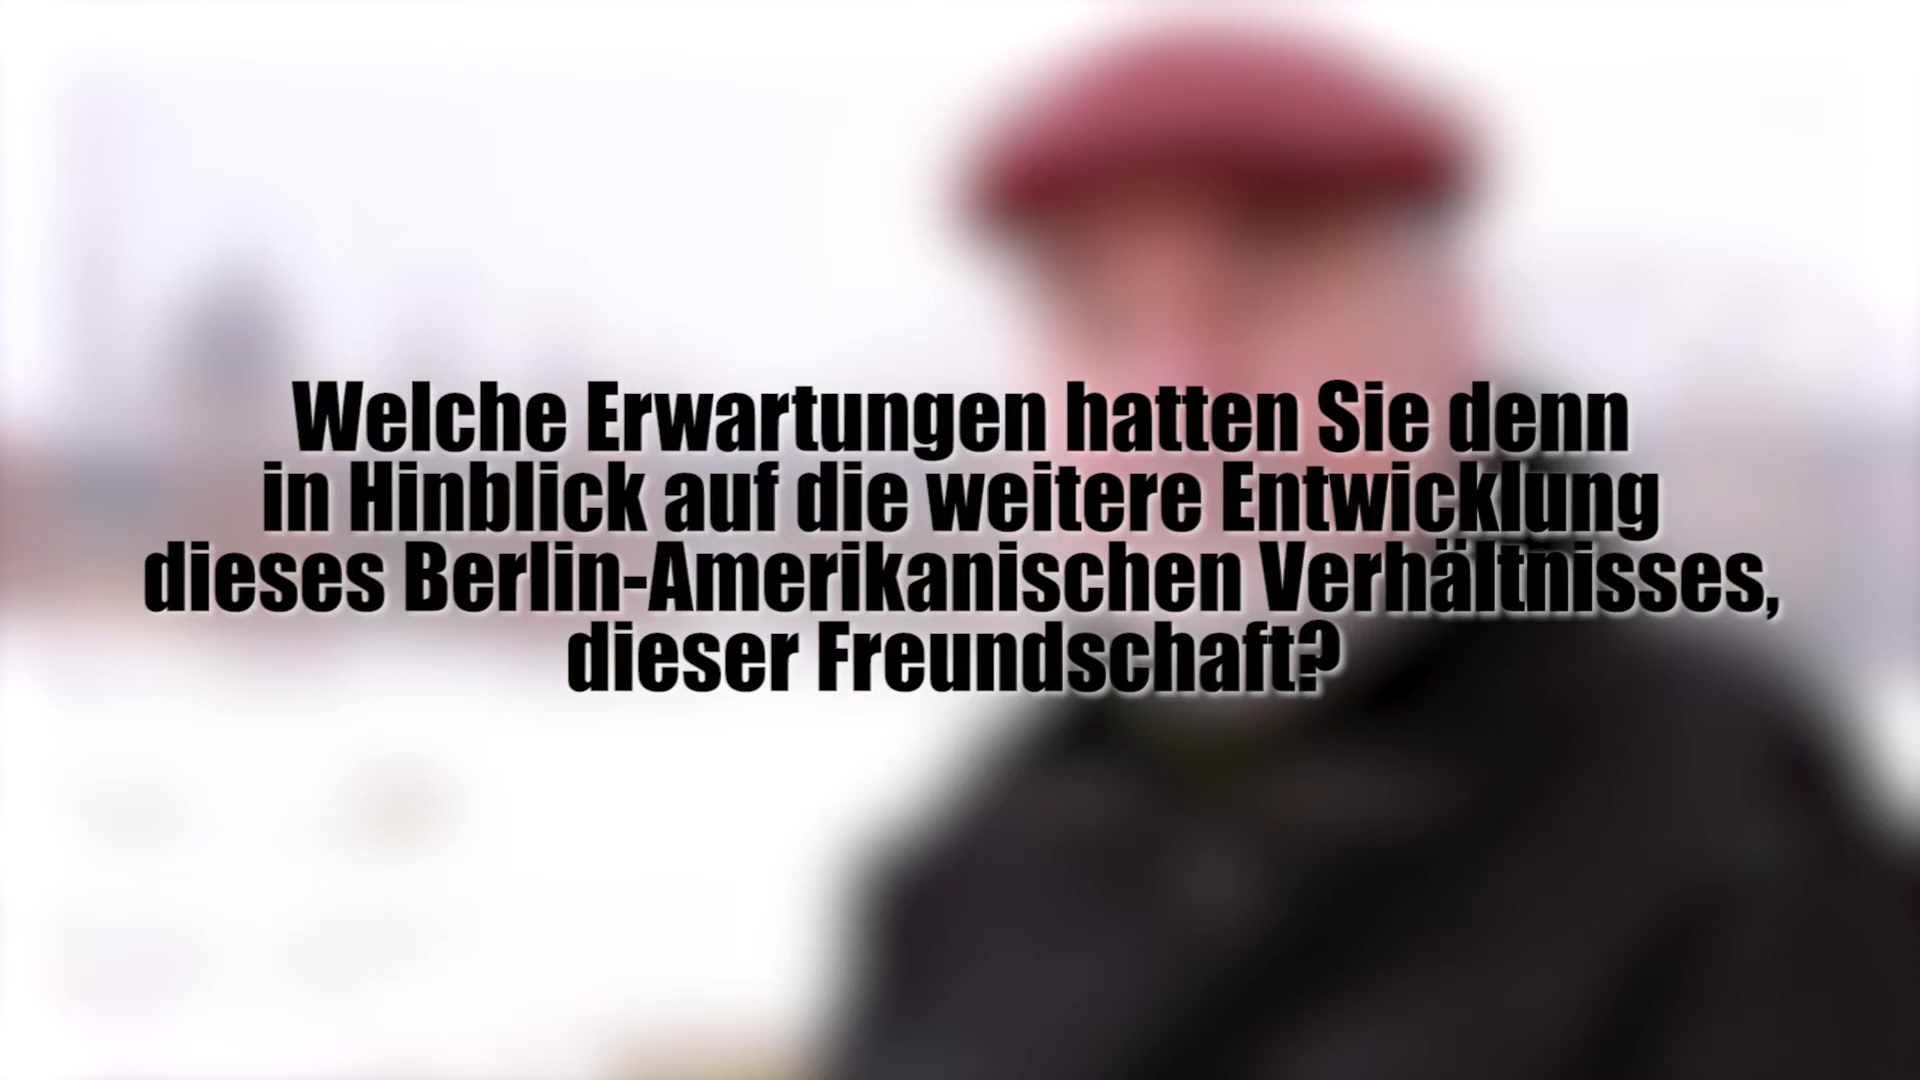 Welche Erwartungen hatten Sie denn
in Hinblick auf die weitere Entwicklung
dieses Berlin-Amerikanischen Verhältnisses,
dieser Freundschaft?